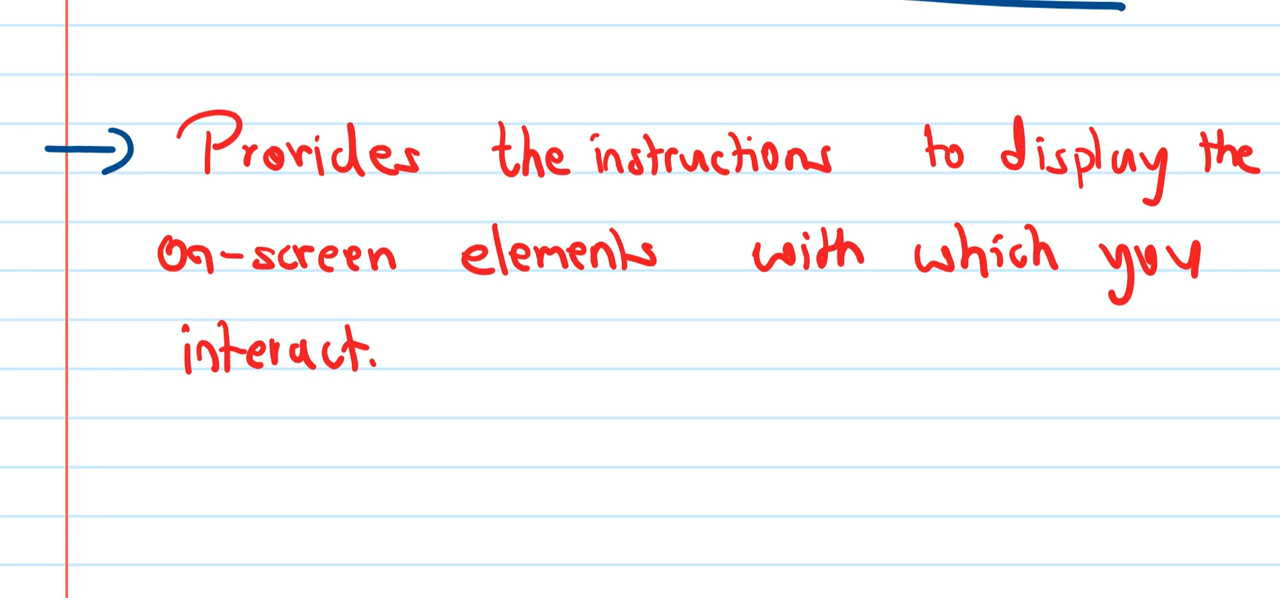 → Provides the instructions to display the
on-screen elements with which you
interact.